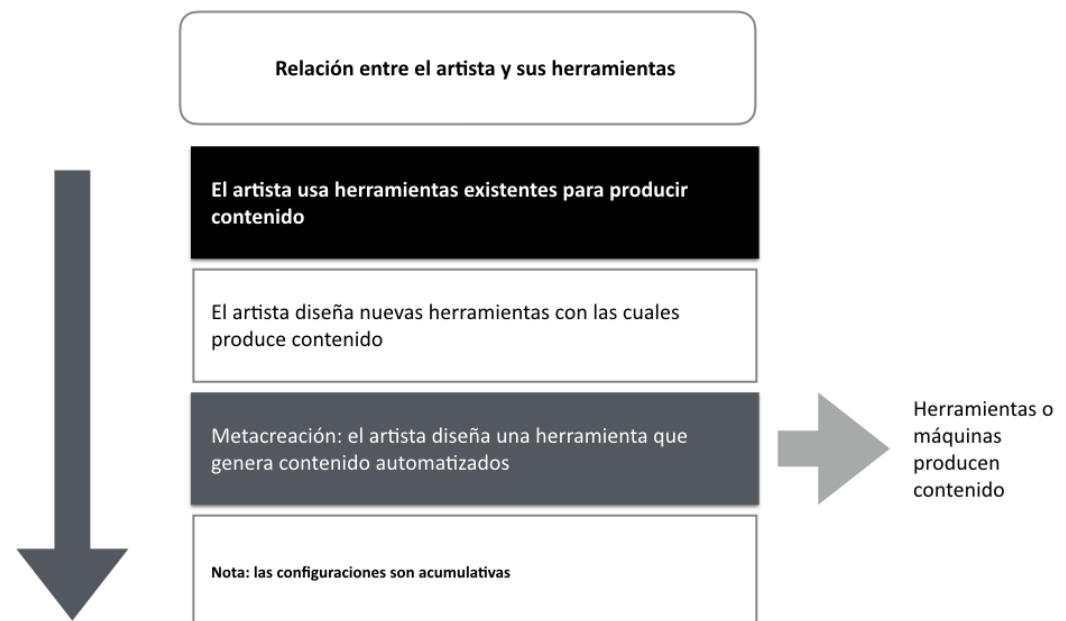 Relación entre el artista y sus herramientas
El artista usa herramientas existentes para producir
contenido
El artista diseña nuevas herramientas con las cuales
produce contenido
Metacreación: el artista diseña una herramienta que
genera contenido automatizados
Herramientas o
máquinas
producen
contenido
Nota: las configuraciones son acumulativas